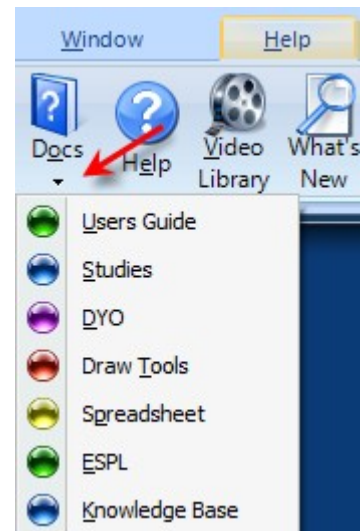 Window Help
Docs Help Video Library What's New
Users Guide
Studies
DYO
Draw Tools
Spreadsheet
ESPL
Knowledge Base